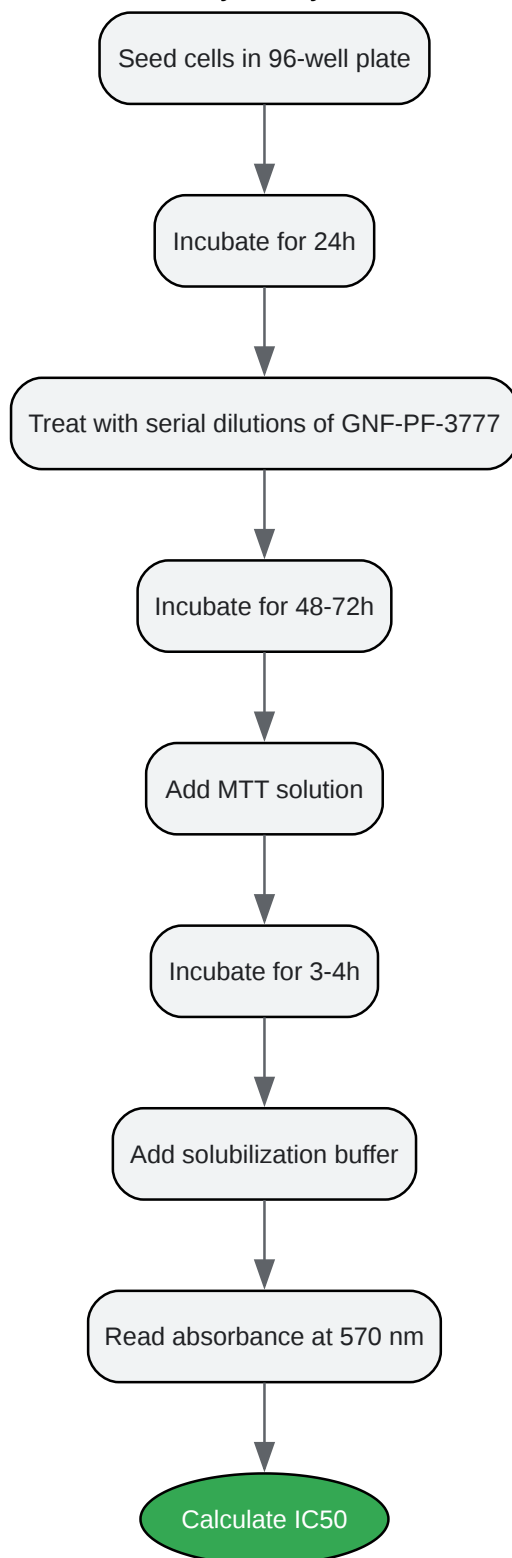 Seed cells in 96-well plate
Incubate for 24h
Treat with serial dilutions of GNF-PF-3777
Incubate for 48-72h
Add MTT solution
Incubate for 3-4h
Add solubilization buffer
Read absorbance at 570 nm
Calculate IC50